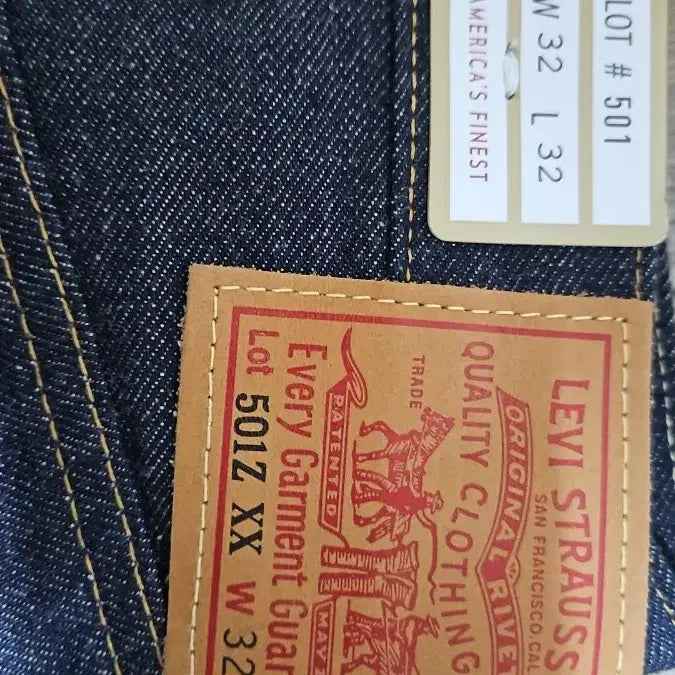 LOT # 501
W 32 L 32
AMERICA'S FINEST
LEVI STRAUSS
SAN FRANCISCO, CAL
ORIGINAL RIVE
QUALITY CLOTHING
TRADE
PATENTED
MAY
Every Garment Guar
Lot 501Z XX W 32